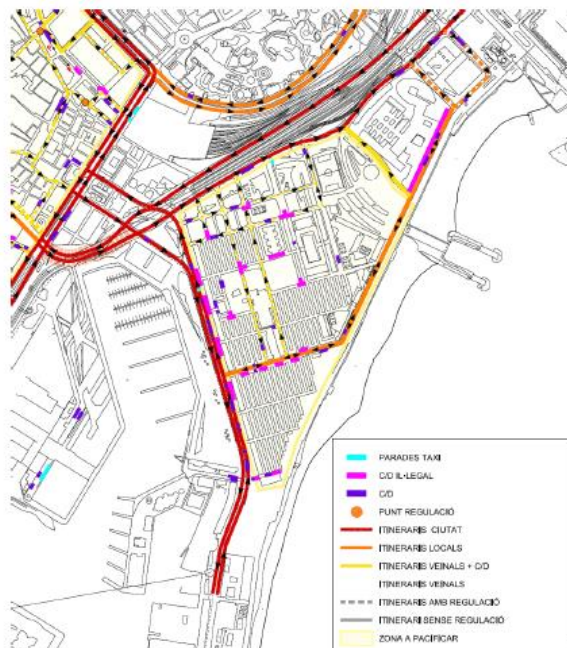 PARADES TAXI
C/D IL·LEGAL
C/D
PUNT REGULACIÓ
ITINERARIS CIUTAT
ITINERARIS LOCALS
ITINERARIS VEINALS + C/D
ITINERARIS VEINALS
ITINERARIS AMB REGULACIÓ
ITINERARI SENSE REGULACIÓ
ZONA A PACIFICAR